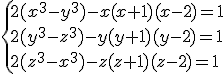 2(x³-y³)-x(x+1)(x-2)=1
2(y³-z³)-y(y+1)(y-2)=1
2(z³-x³)-z(z+1)(z-2)=1